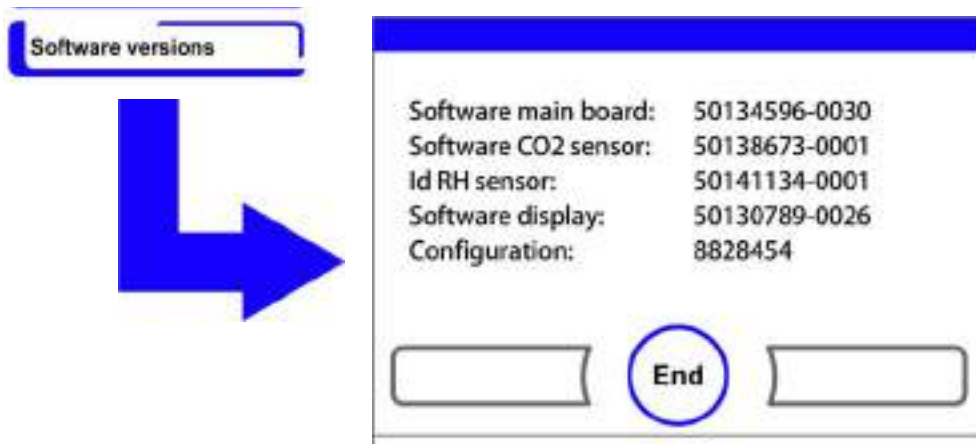 Software versions
Software main board: 50134596-0030
Software CO2 sensor: 50138673-0001
Id RH sensor: 50141134-0001
Software display: 50130789-0026
Configuration: 8828454
End